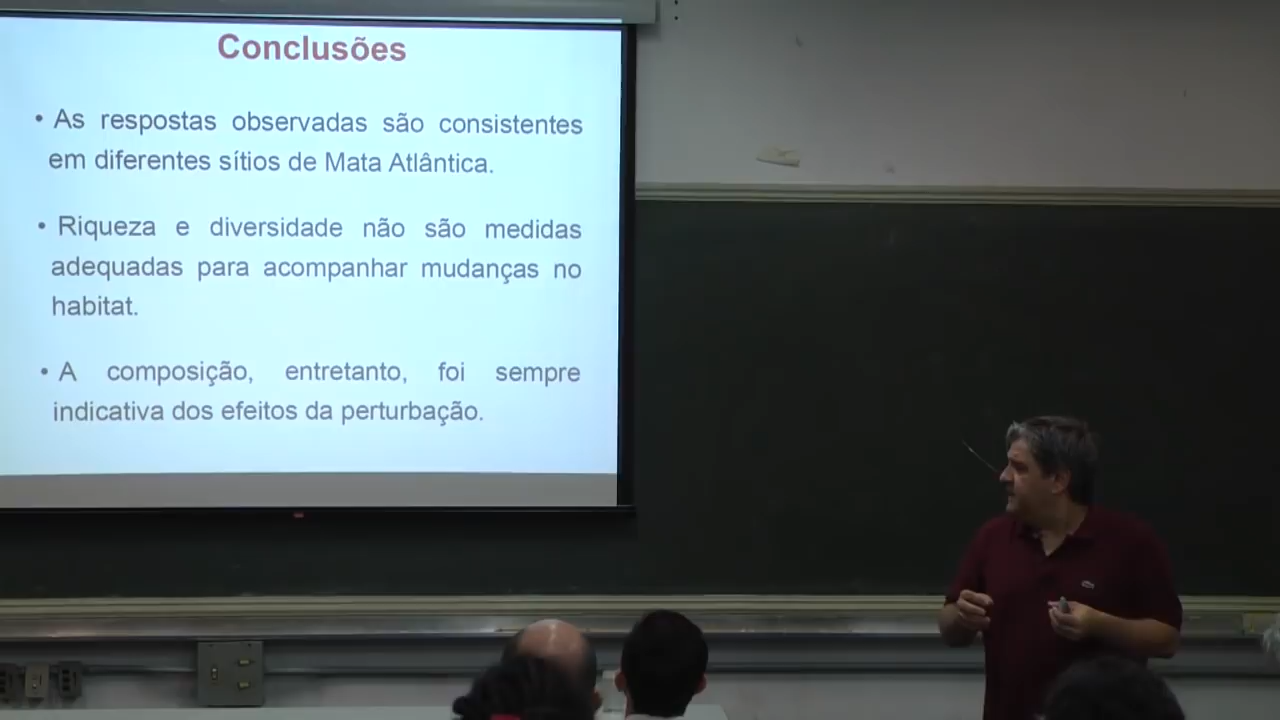 Conclusões
• As respostas observadas são consistentes
em diferentes sítios de Mata Atlântica.
• Riqueza e diversidade não são medidas
adequadas para acompanhar mudanças no
habitat.
• A composição, entretanto, foi sempre
indicativa dos efeitos da perturbação.